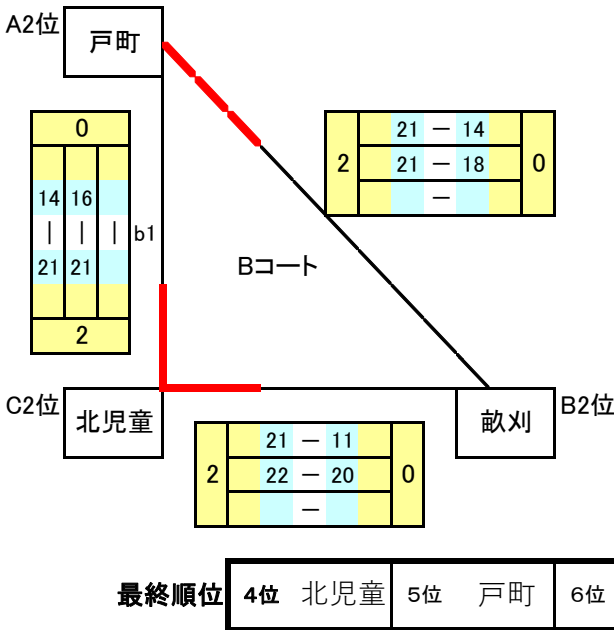 A2位
戸町
0
14 16
| | |
21 21
2
b1
21 － 14
2 21 － 18 0
－
Bコート
C2位
北児童
畝刈
B2位
21 － 11
2 22 － 20 0
－
最終順位 4位 北児童 5位 戸町 6位